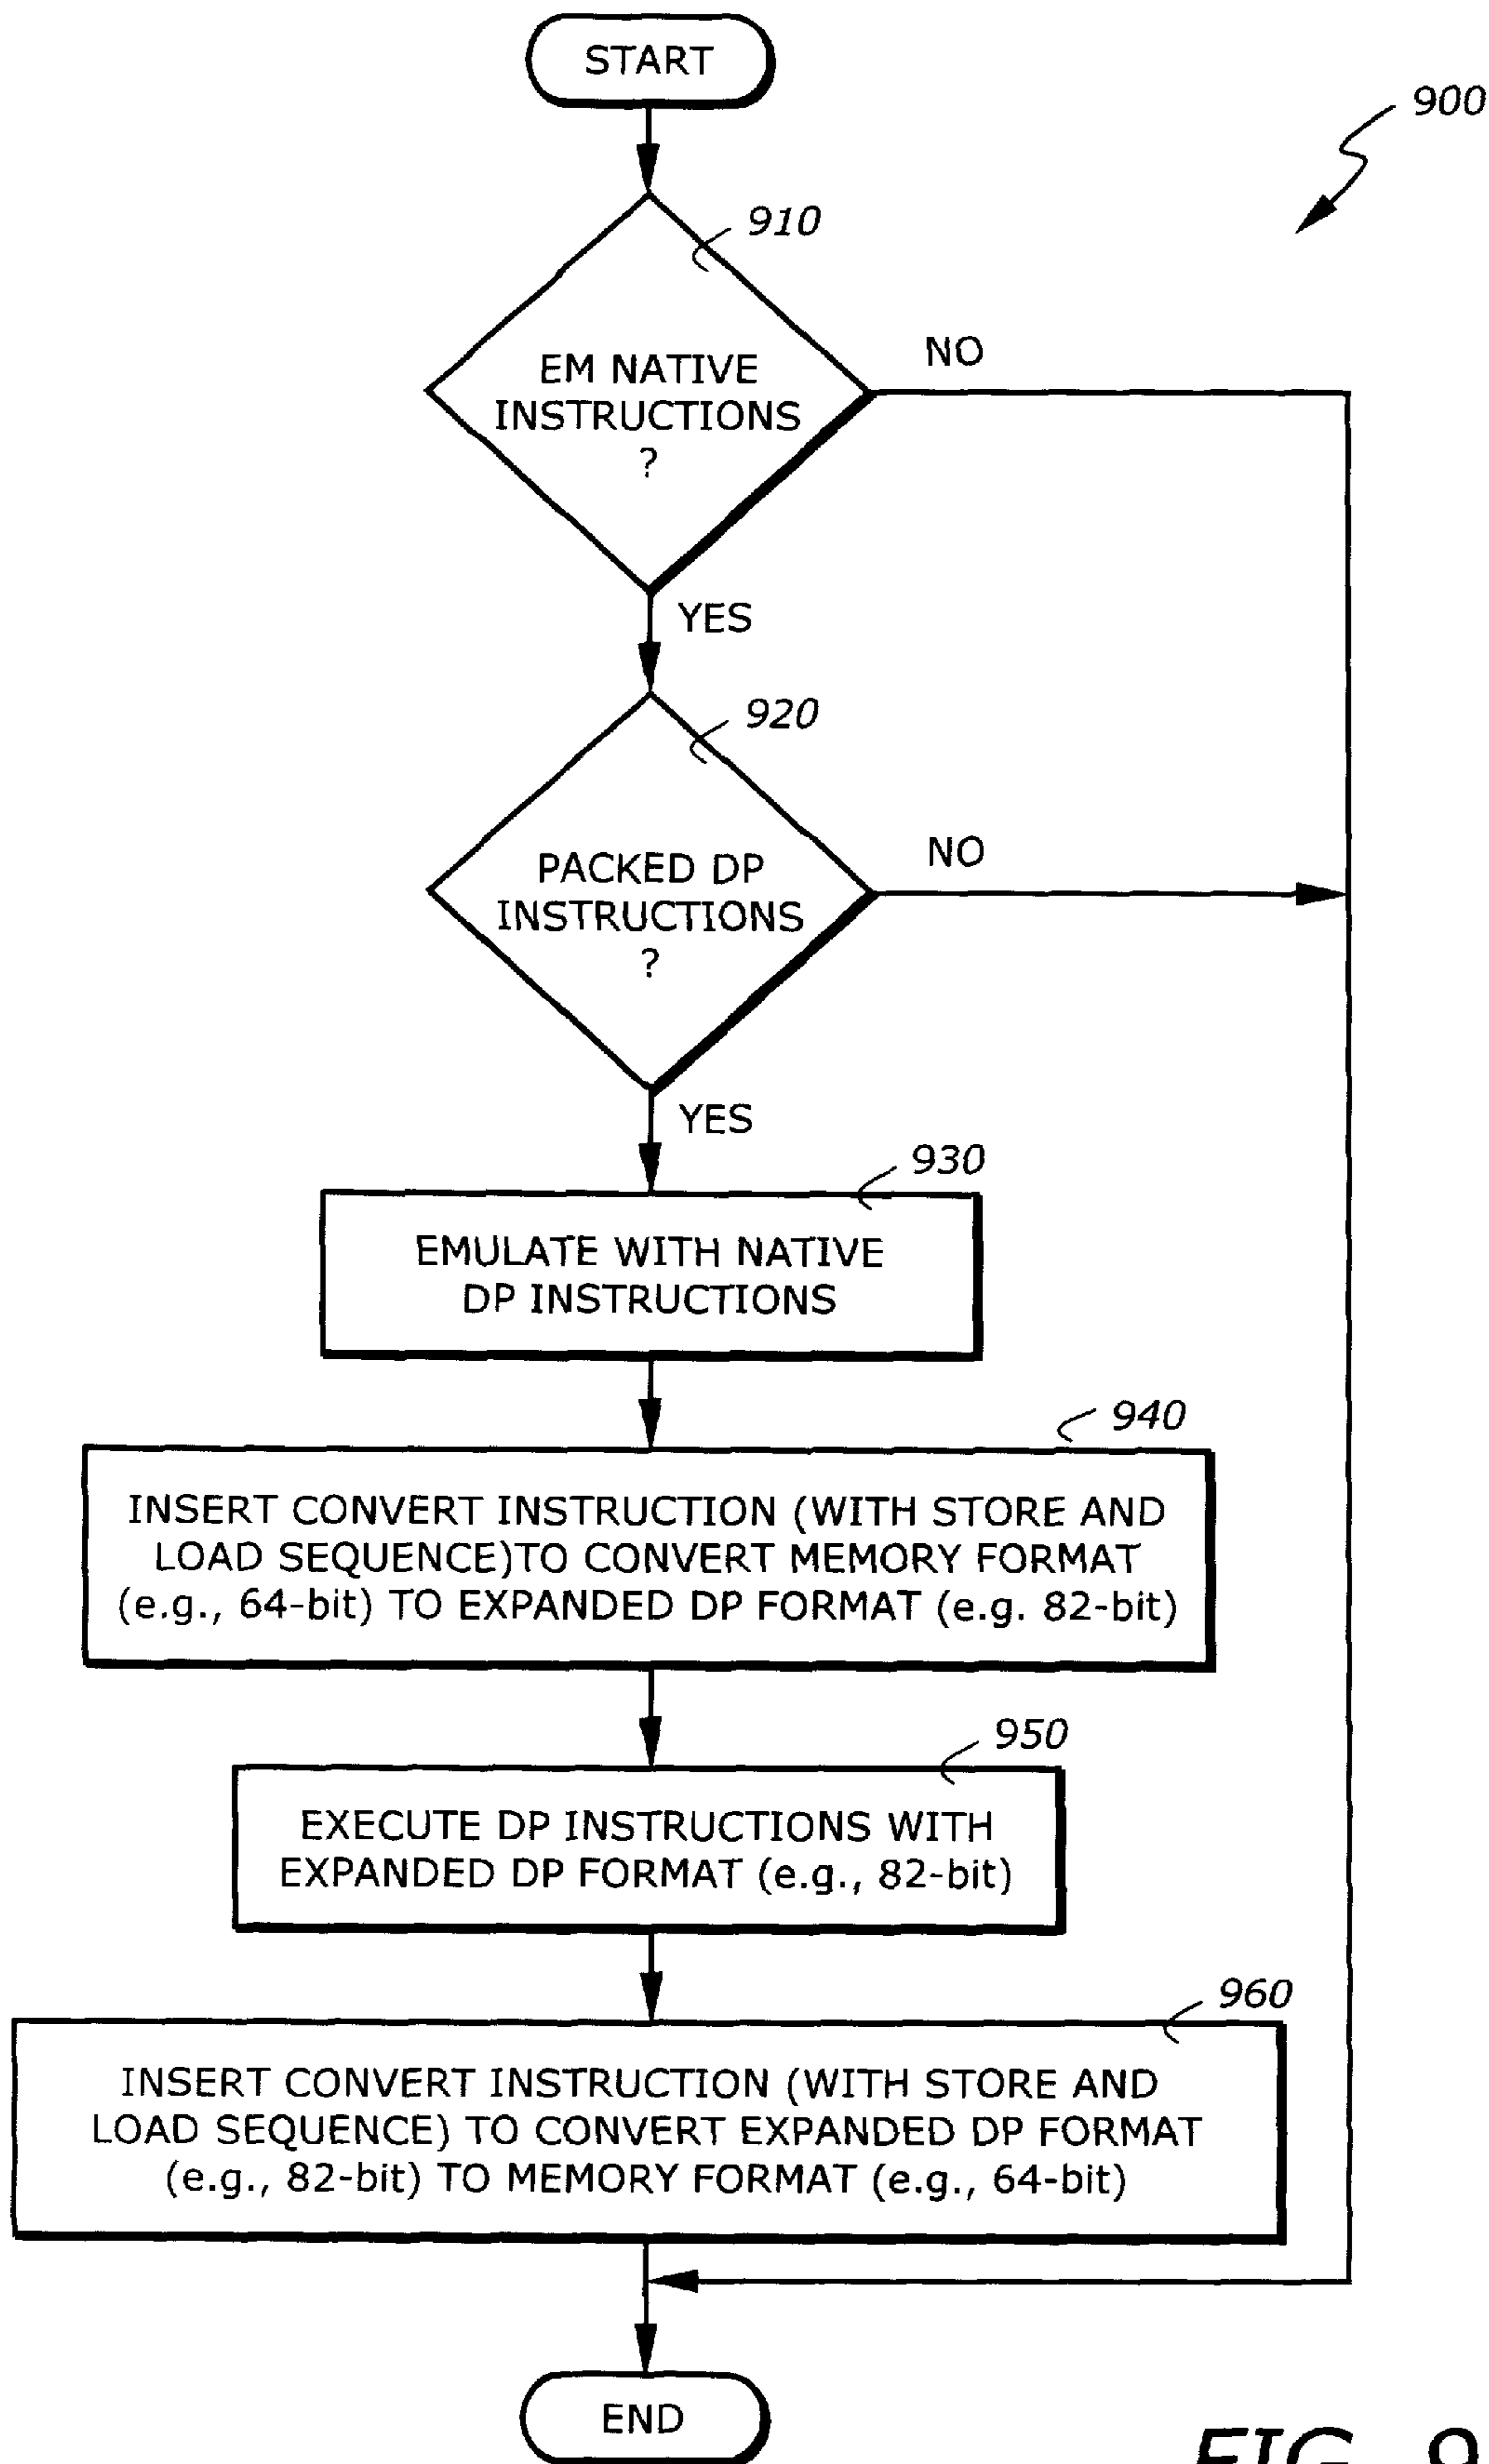 START
900
910
EM NATIVE
INSTRUCTIONS
?
NO
YES
920
PACKED DP
INSTRUCTIONS
?
NO
YES
930
EMULATE WITH NATIVE
DP INSTRUCTIONS
940
INSERT CONVERT INSTRUCTION (WITH STORE AND
LOAD SEQUENCE)TO CONVERT MEMORY FORMAT
(e.g., 64-bit) TO EXPANDED DP FORMAT (e.g. 82-bit)
950
EXECUTE DP INSTRUCTIONS WITH
EXPANDED DP FORMAT (e.g., 82-bit)
960
INSERT CONVERT INSTRUCTION (WITH STORE AND
LOAD SEQUENCE) TO CONVERT EXPANDED DP FORMAT
(e.g., 82-bit) TO MEMORY FORMAT (e.g., 64-bit)
END
FIG. 9